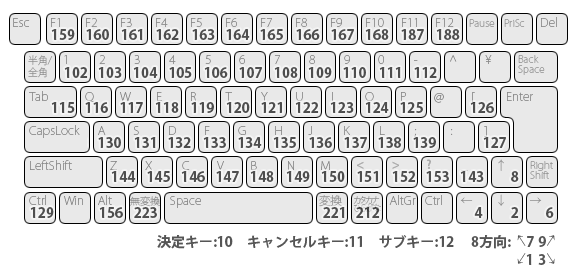 Esc F1 159 F2 160 F3 161 F4 162 F5 163 F6 164 F7 165 F8 166 F9 167 F10 168 F11 187 F12 188 Pause PriSc Del
半角/全角 1 102 2 103 3 104 4 105 5 106 6 107 7 108 8 109 9 110 0 111 - 112 ^ ¥ Back Space
Tab 115 Q 116 W 117 E 118 R 119 T 120 Y 121 U 122 I 123 O 124 P 125 @ [ 126 Enter
CapsLock A 130 S 131 D 132 F 133 G 134 H 135 J 136 K 137 L 138 ; 139 : ] 127
LeftShift Z 144 X 145 C 146 V 147 B 148 N 149 M 150 < 151 > 152 ? 153 143 ↑ 8 Right Shift
Ctrl 129 Win Alt 156 無変換 223 Space 変換 221 カタカナ 212 AltGr Ctrl ← 4 ↓ 2 → 6
決定キー:10 キャンセルキー:11 サブキー:12 8方向: ↖7 9↗
↙1 3↘